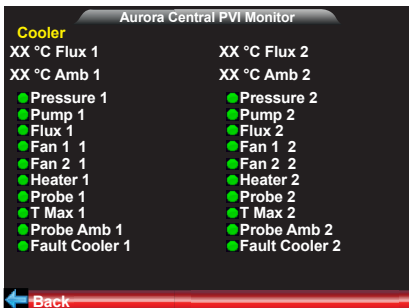 Aurora Central PVI Monitor
Cooler
XX °C Flux 1 XX °C Flux 2
XX °C Amb 1 XX °C Amb 2
Pressure 1 Pressure 2
Pump 1 Pump 2
Flux 1 Flux 2
Fan 1 1 Fan 1 2
Fan 2 1 Fan 2 2
Heater 1 Heater 2
Probe 1 Probe 2
T Max 1 T Max 2
Probe Amb 1 Probe Amb 2
Fault Cooler 1 Fault Cooler 2
Back